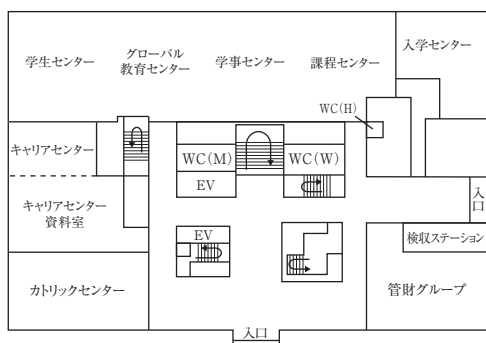 学生センター
グローバル
教育センター
学事センター
課程センター
入学センター
WC(H)
キャリアセンター
WC(M)
WC(W)
EV
キャリアセンター
資料室
入口
EV
検収ステーション
カトリックセンター
管財グループ
入口